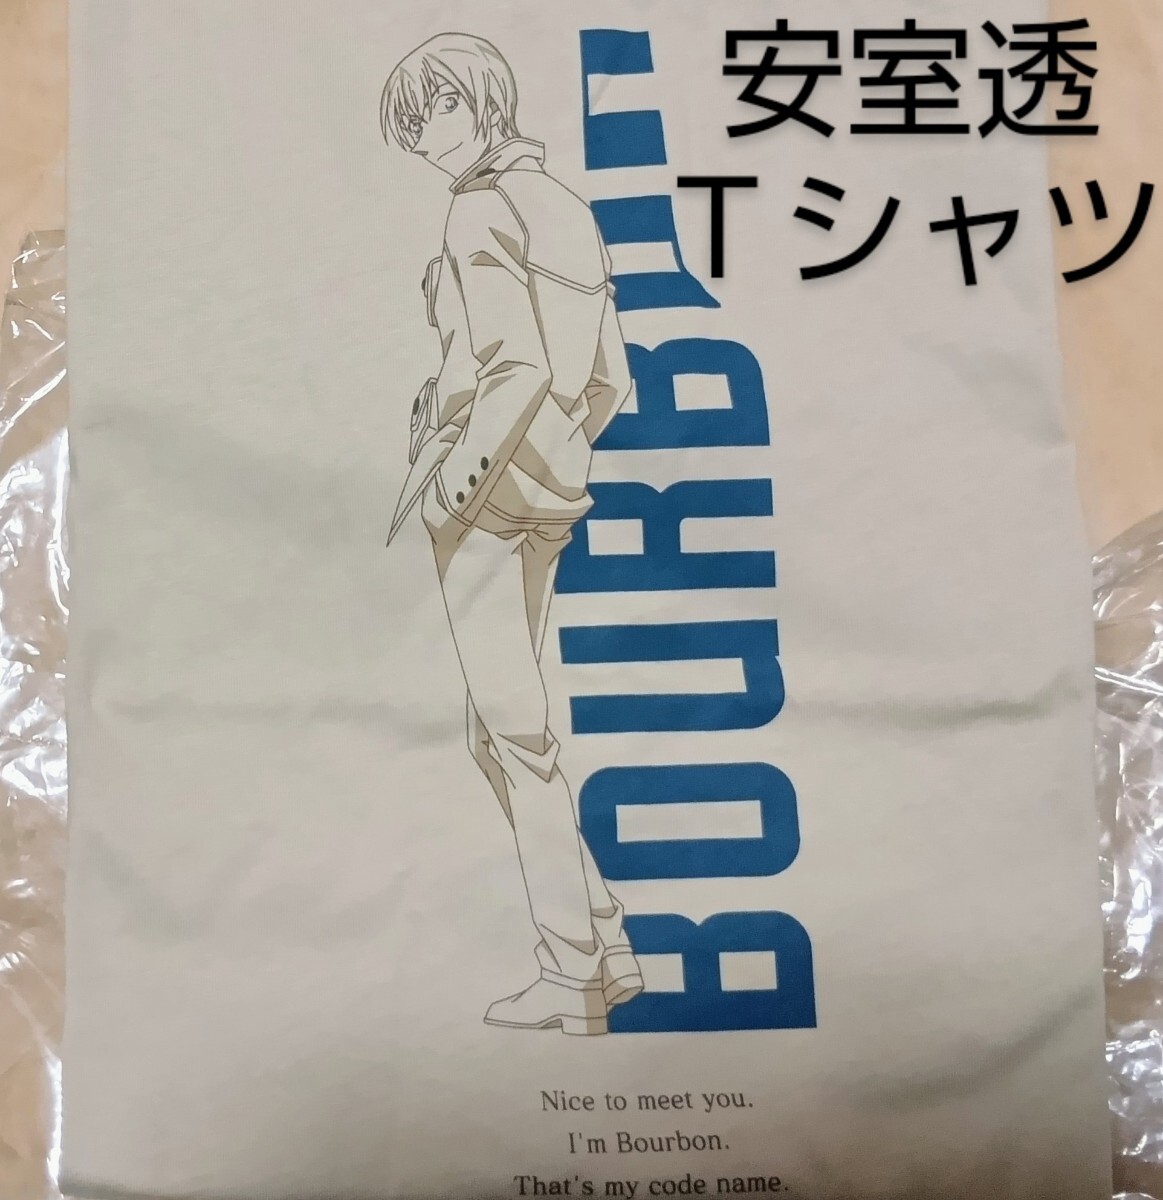 安室透
Tシャツ
BOURBON
Nice to meet you.
I'm Bourbon.
That's my code name.